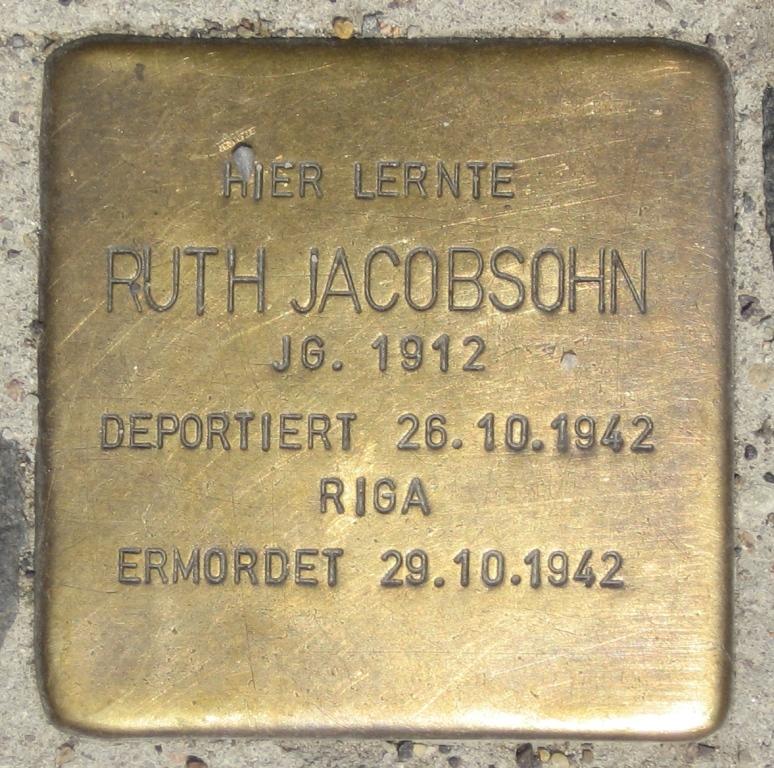 HIER LERNTE
RUTH JACOBSOHN
JG. 1912
DEPORTIERT 26.10.1942
RIGA
ERMORDET 29.10.1942